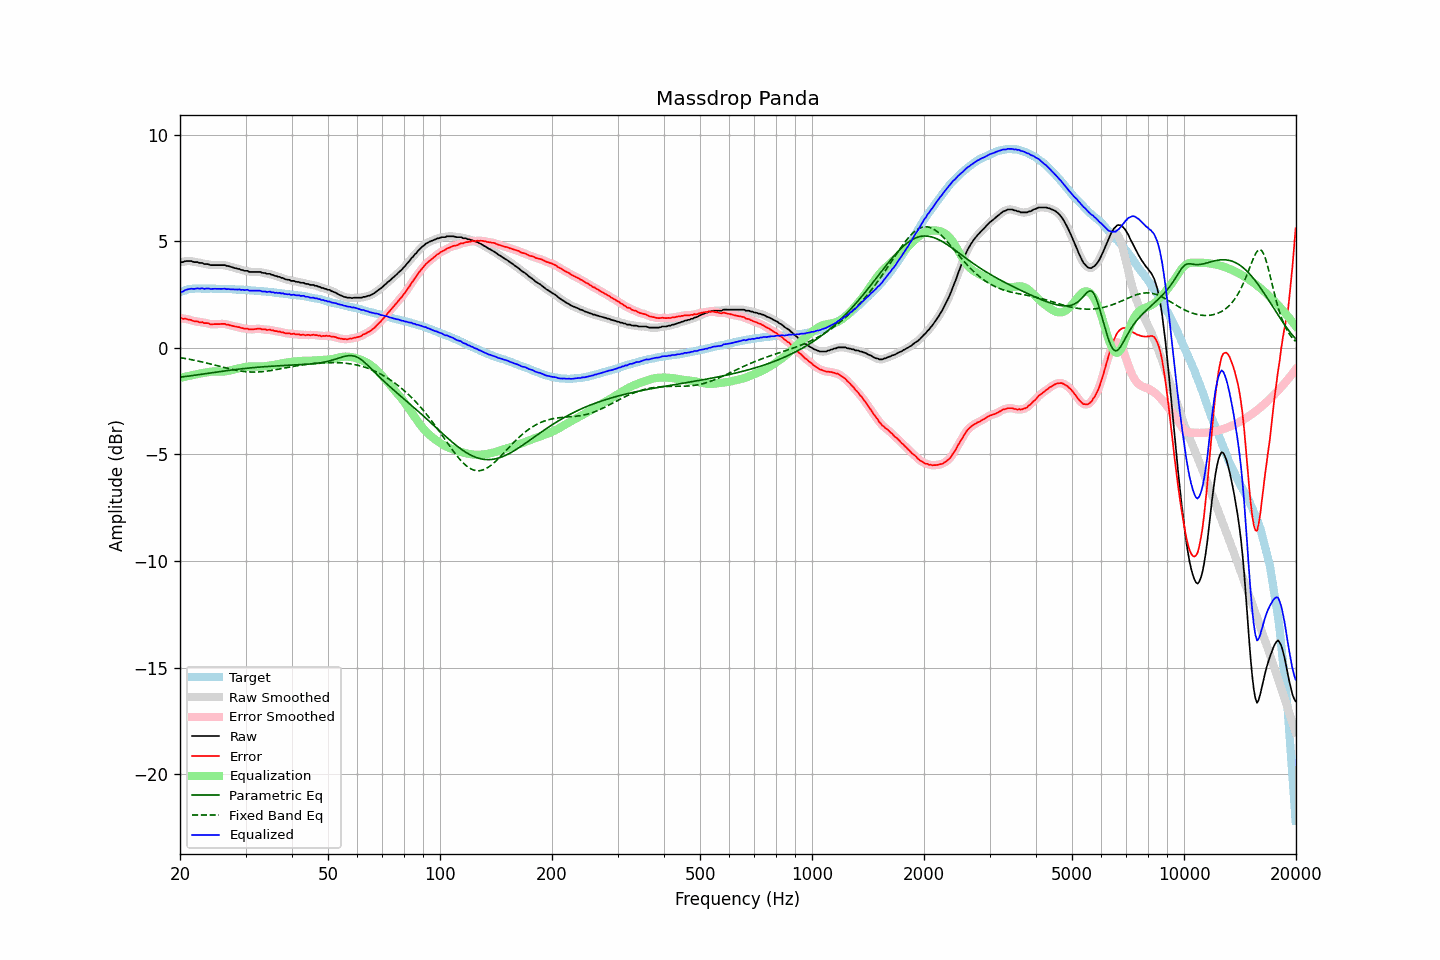 Massdrop Panda
10
5
0
−5
−10
−15
−20
Amplitude (dBr)
Target
Raw Smoothed
Error Smoothed
Raw
Error
Equalization
Parametric Eq
Fixed Band Eq
Equalized
20 50 100 200 500 1000 2000 5000 10000 20000
Frequency (Hz)